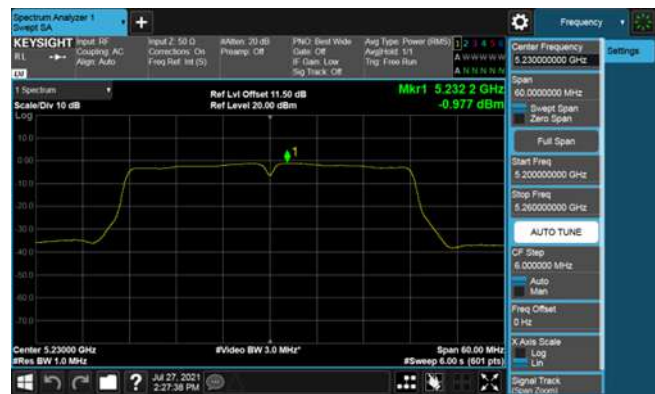 Spectrum Analyzer 1
Swept SA
+
Frequency
KEYSIGHT
RL
LXI
Input: RF
Coupling: AC
Align: Auto
Input Z: 50 Ω
Corrections: On
Freq Ref: Int (S)
#Atten: 20 dB
Preamp: Off
PNO: Best Wide
Gate: Off
IF Gain: Low
Sig Track: Off
Avg Type: Power (RMS)
Avg|Hold: 1/1
Trig: Free Run
1 2 3 4 5 6
A W W W W W
A N N N N N
1 Spectrum
Scale/Div 10 dB
Log
Ref Lvl Offset 11.50 dB
Ref Level 20.00 dBm
Mkr1 5.232 2 GHz
-0.977 dBm
1
10.0
0.00
-10.0
-20.0
-30.0
-40.0
-50.0
-60.0
-70.0
Center 5.23000 GHz
#Res BW 1.0 MHz
#Video BW 3.0 MHz*
Span 60.00 MHz
#Sweep 6.00 s (601 pts)
?
Jul 27, 2021
2:27:38 PM
Center Frequency
5.230000000 GHz
Settings
Span
60.0000000 MHz
Swept Span
Zero Span
Full Span
Start Freq
5.200000000 GHz
Stop Freq
5.260000000 GHz
AUTO TUNE
CF Step
6.000000 MHz
Auto
Man
Freq Offset
0 Hz
X Axis Scale
Log
Lin
Signal Track
(Span Zoom)